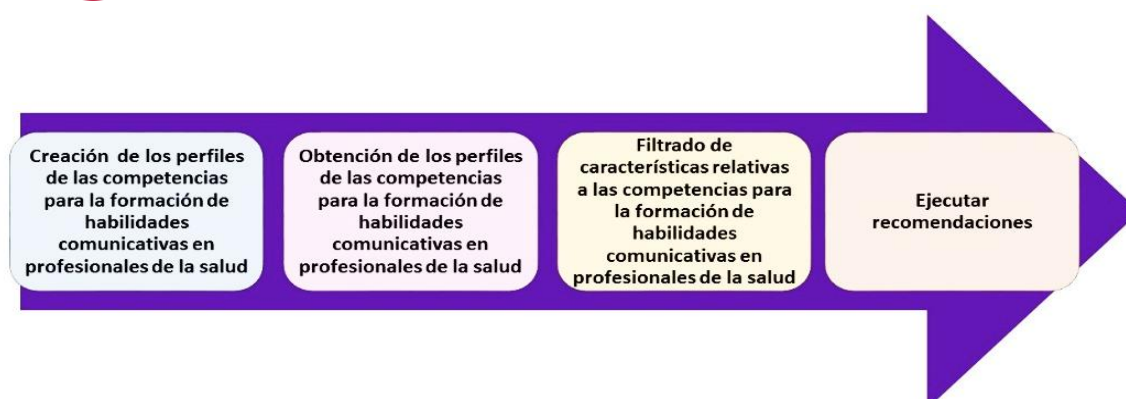 Creación de los perfiles
de las competencias
para la formación de
habilidades
comunicativas en
profesionales de la salud
Obtención de los perfiles
de las competencias
para la formación de
habilidades
comunicativas en
profesionales de la salud
Filtrado de
características relativas
a las competencias para
la formación de
habilidades
comunicativas en
profesionales de la salud
Ejecutar
recomendaciones